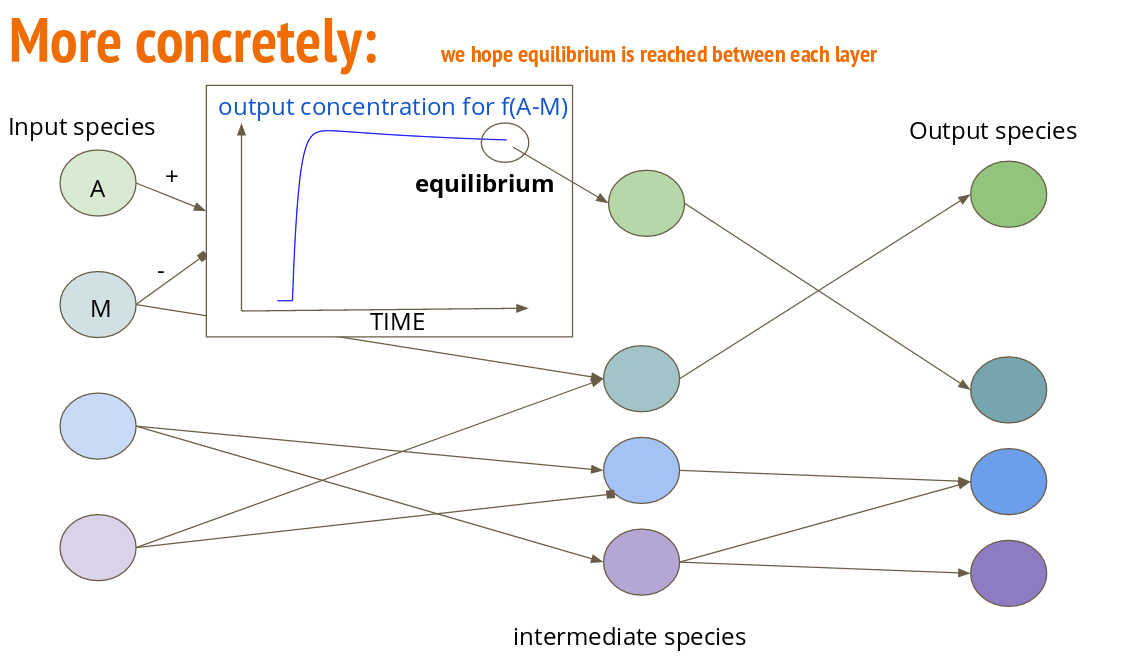 More concretely:
we hope equilibrium is reached between each layer
output concentration for f(A-M)
Input species
Output species
A
+
equilibrium
-
M
TIME
intermediate species